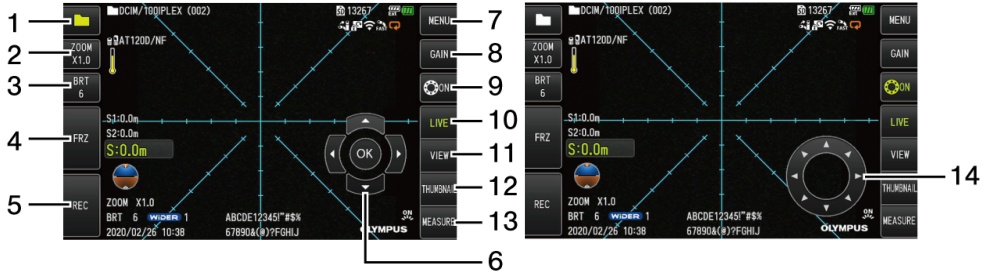 1
2
3
4
5
6
7
8
9
10
11
12
13
14
DCIM/100IPLEX (002)
13267
AT120D/NF
ZOOM X1.0
BRT 6
FRZ
REC
S1:0.0m
S2:0.0m
S:0.0m
ZOOM X1.0
BRT 6 WiDER 1
2020/02/26 10:38
ABCDE12345!"#$%
67890&(@)?FGHIJ
OK
FAST
ON
OLYMPUS
MENU
GAIN
ON
LIVE
VIEW
THUMBNAIL
MEASURE
DCIM/100IPLEX (002)
13267
AT120D/NF
ZOOM X1.0
BRT 6
FRZ
REC
S1:0.0m
S2:0.0m
S:0.0m
ZOOM X1.0
BRT 6 WiDER 1
2020/02/26 10:38
ABCDE12345!"#$%
67890&(@)?FGHIJ
FAST
ON
OLYMPUS
MENU
GAIN
ON
LIVE
VIEW
THUMBNAIL
MEASURE